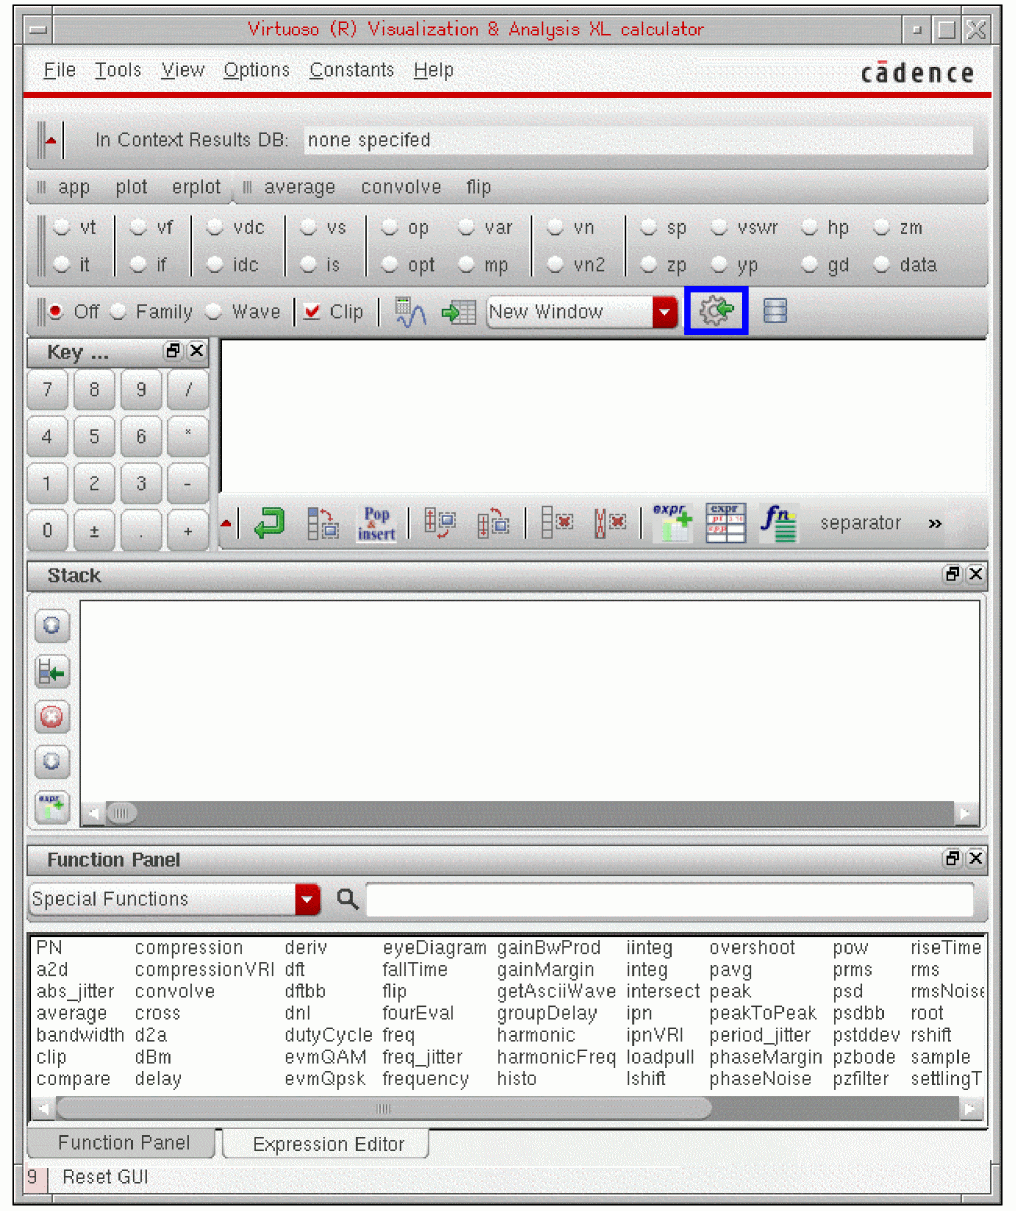 Virtuoso (R) Visualization & Analysis XL calculator
File Tools View Options Constants Help
cādence
In Context Results DB: none specifed
app plot erplot average convolve flip
vt vf vdc vs op var vn sp vswr hp zm
it if idc is opt mp vn2 zp yp gd data
Off Family Wave Clip New Window
Key ...
7 8 9 /
4 5 6 *
1 2 3 -
0 ± . +
Pop & insert expr expr fn separator »
Stack
expr
Function Panel
Special Functions
PN compression deriv eyeDiagram gainBwProd iinteg overshoot pow riseTime
a2d compressionVRI dft fallTime gainMargin integ pavg prms rms
abs_jitter convolve dftbb flip getAsciiWave intersect peak psd rmsNoise
average cross dnl fourEval groupDelay ipn peakToPeak psdbb root
bandwidth d2a dutyCycle freq harmonic ipnVRI period_jitter pstddev rshift
clip dBm evmQAM freq_jitter harmonicFreq loadpull phaseMargin pzbode sample
compare delay evmQpsk frequency histo lshift phaseNoise pzfilter settlingT
Function Panel Expression Editor
9 Reset GUI